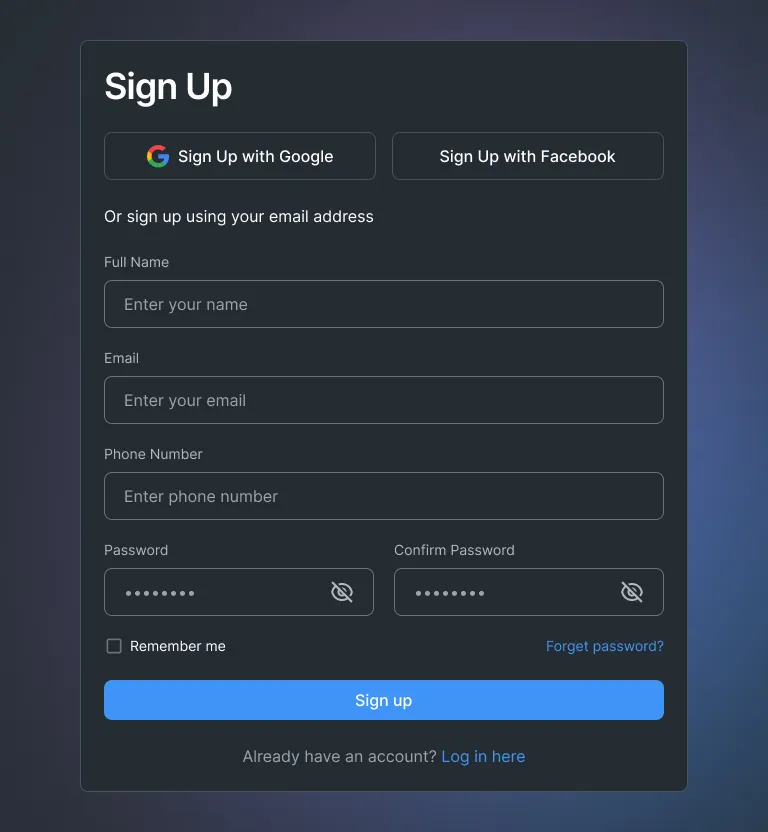 Sign Up
Sign Up with Google
Sign Up with Facebook
Or sign up using your email address
Full Name
Enter your name
Email
Enter your email
Phone Number
Enter phone number
Password
Confirm Password
••••••••
••••••••
Remember me
Forget password?
Sign up
Already have an account? Log in here